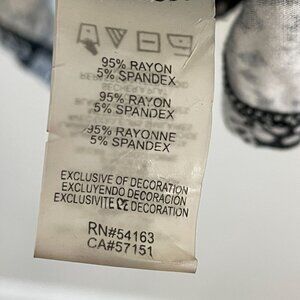 95% RAYON
5% SPANDEX
95% RAYON
5% SPANDEX
95% RAYONNE
5% SPANDEX
EXCLUSIVE OF DECORATION
EXCLUYENDO DECORACION
EXCLUSIVITE DE DECORATION
RN#54163
CA#57151